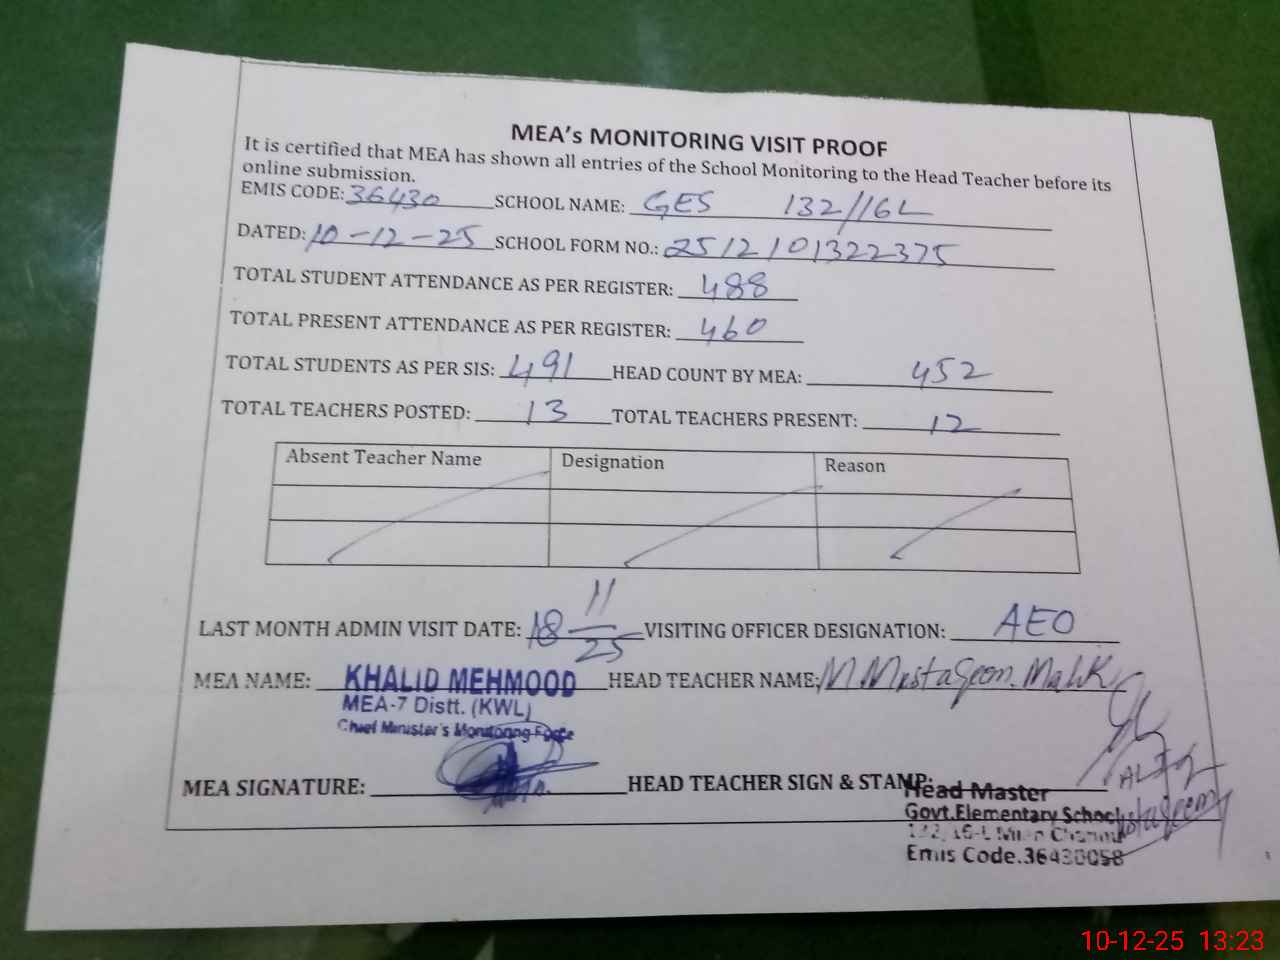 MEA's MONITORING VISIT PROOF
It is certified that MEA has shown all entries of the School Monitoring to the Head Teacher before its
online submission.
EMIS CODE: 36430 SCHOOL NAME: GES 132/16L
DATED: 10-12-25 SCHOOL FORM NO.: 2512101322375
TOTAL STUDENT ATTENDANCE AS PER REGISTER: 488
TOTAL PRESENT ATTENDANCE AS PER REGISTER: 460
TOTAL STUDENTS AS PER SIS: 491 HEAD COUNT BY MEA: 452
TOTAL TEACHERS POSTED: 13 TOTAL TEACHERS PRESENT: 12
Absent Teacher Name Designation Reason
LAST MONTH ADMIN VISIT DATE: 18 11/25 VISITING OFFICER DESIGNATION: AEO
MEA NAME: KHALID MEHMOOD HEAD TEACHER NAME: M Mustaqeem Malik
MEA-7 Distt. (KWL)
Chief Minister's Monitoring Force
MEA SIGNATURE: HEAD TEACHER SIGN & STAMP:
Head Master
Govt.Elementary School
Mian Channu
Emis Code.36430058
10-12-25 13:23